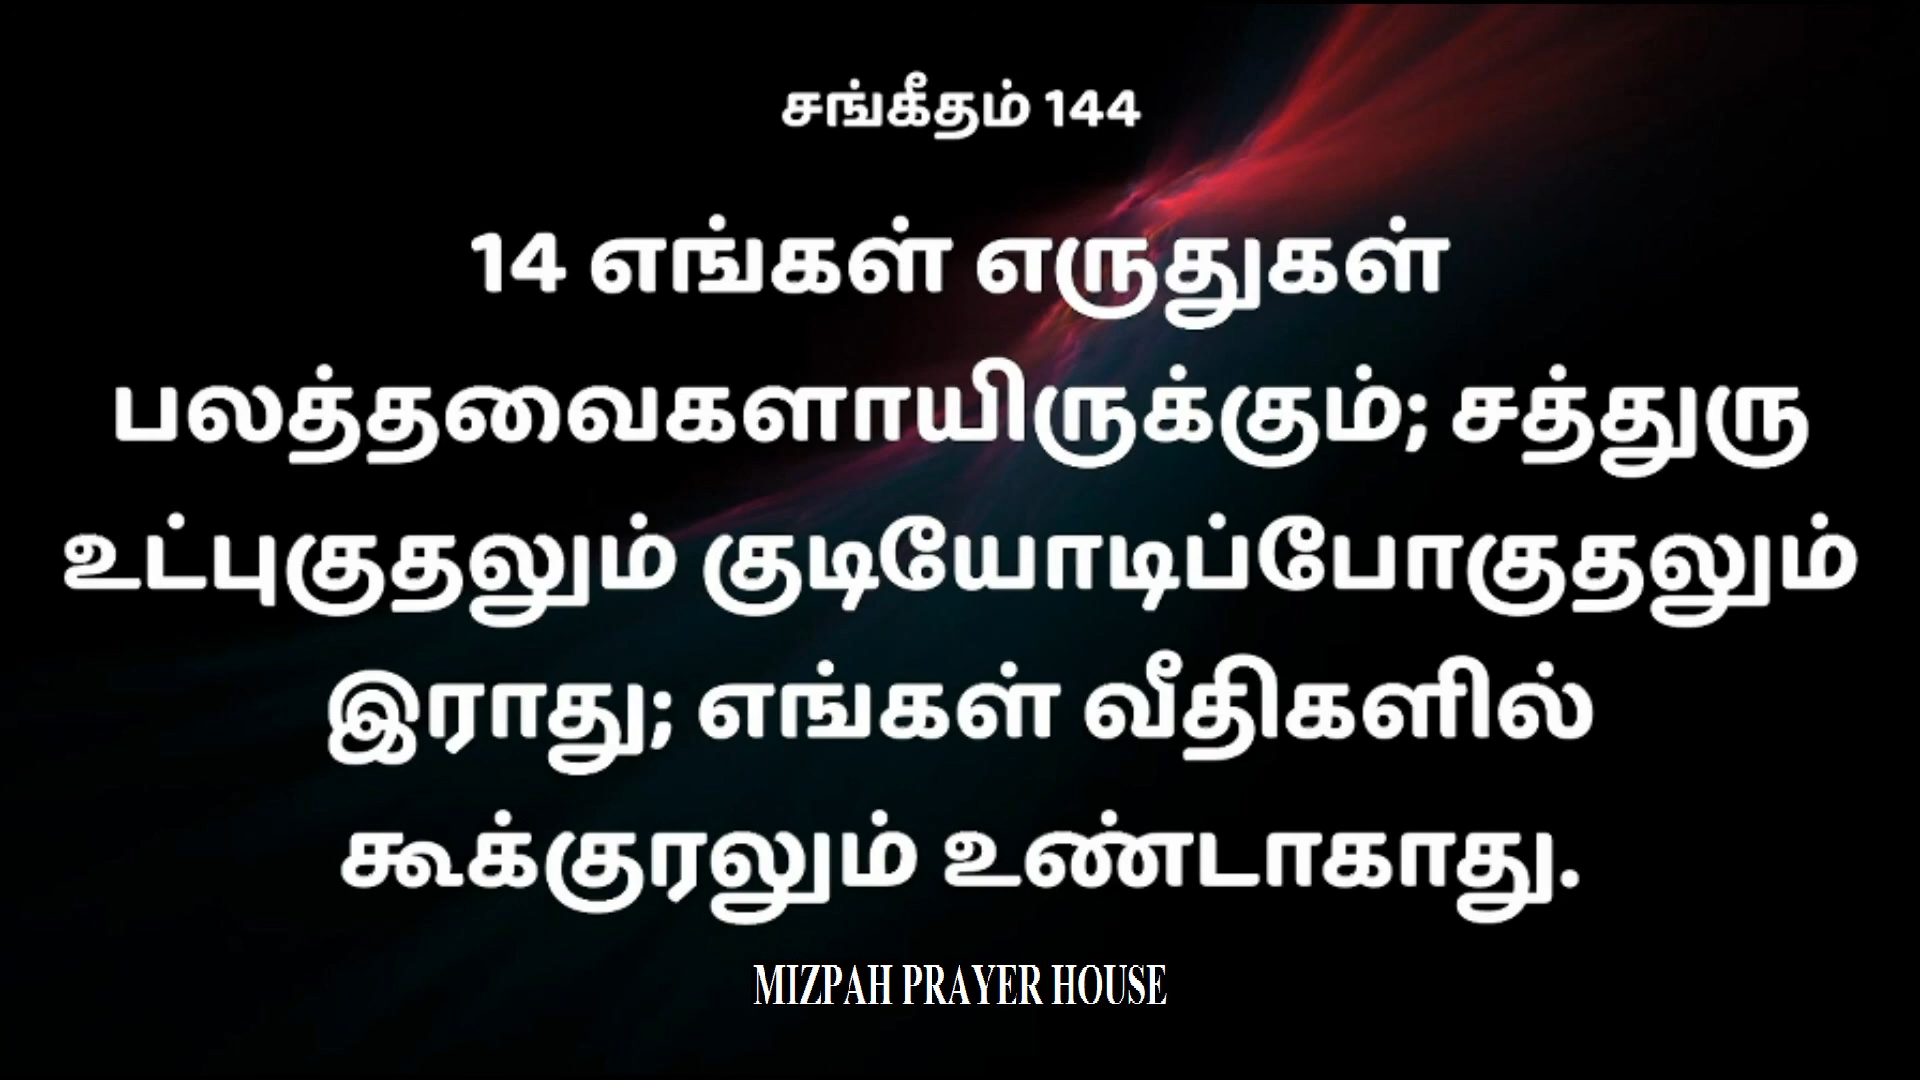 சங்கீதம் 144
14 எங்கள் எருதுகள்
பலத்தவைகளாயிருக்கும்; சத்துரு
உட்புகுதலும் குடியோடிப்போகுதலும்
இராது; எங்கள் வீதிகளில்
கூக்குரலும் உண்டாகாது.
MIZPAH PRAYER HOUSE